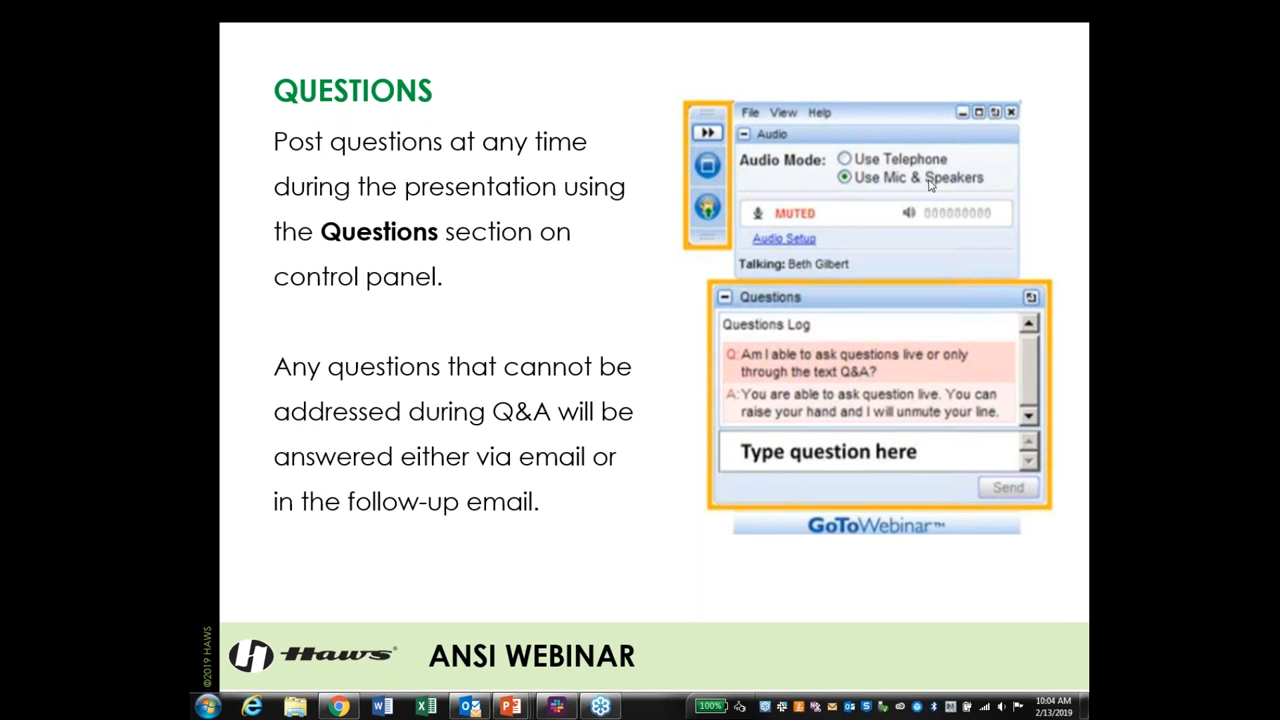 QUESTIONS
Post questions at any time
during the presentation using
the Questions section on
control panel.
Any questions that cannot be
addressed during Q&A will be
answered either via email or
in the follow-up email.
File View Help
Audio
Audio Mode: Use Telephone
Use Mic & Speakers
MUTED
Audio Setup
Talking: Beth Gilbert
Questions
Questions Log
Q: Am I able to ask questions live or only
through the text Q&A?
A: You are able to ask question live. You can
raise your hand and I will unmute your line.
Type question here
Send
GoToWebinar™
©2019 HAWS
Haws® ANSI WEBINAR
100%
10:04 AM
2/13/2019